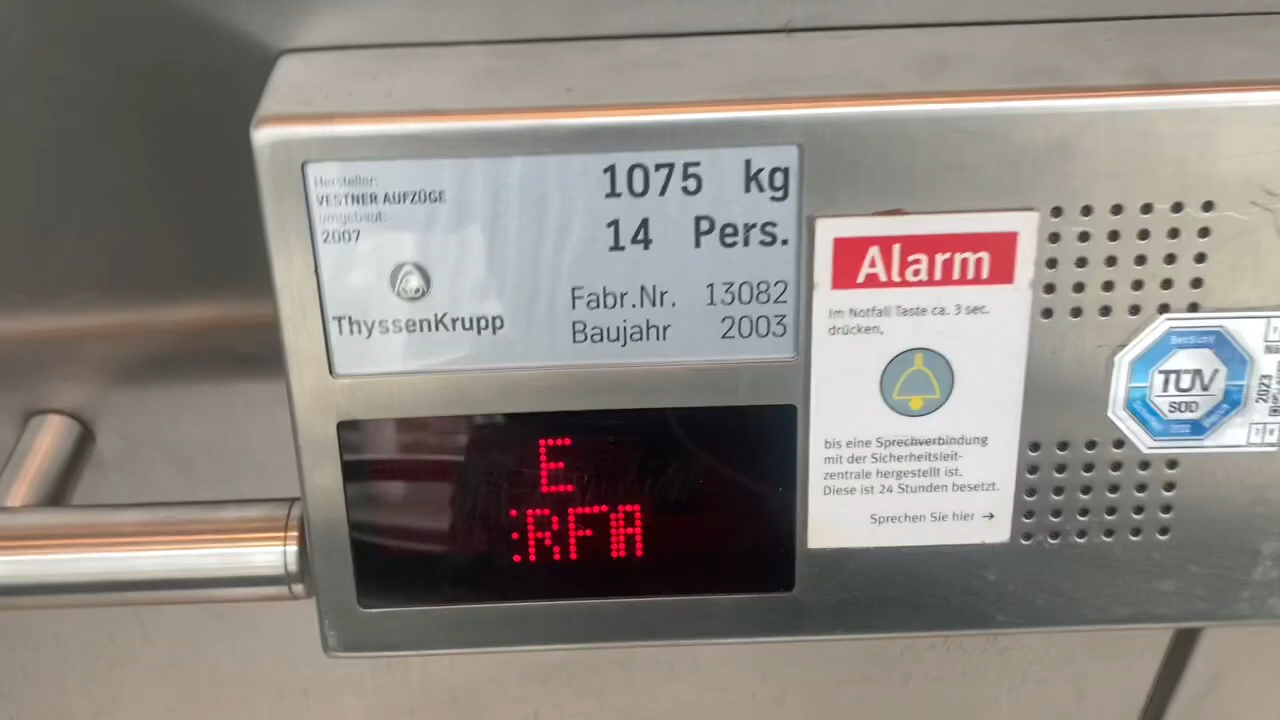 Hersteller:
VESTNER AUFZÜGE
umgebaut:
2007
ThyssenKrupp
1075 kg
14 Pers.
Fabr.Nr. 13082
Baujahr 2003
E
:RFA
Alarm
Im Notfall Taste ca. 3 sec.
drücken,
bis eine Sprechverbindung
mit der Sicherheitsleit-
zentrale hergestellt ist.
Diese ist 24 Stunden besetzt.
Sprechen Sie hier →
TÜV
SÜD
2023